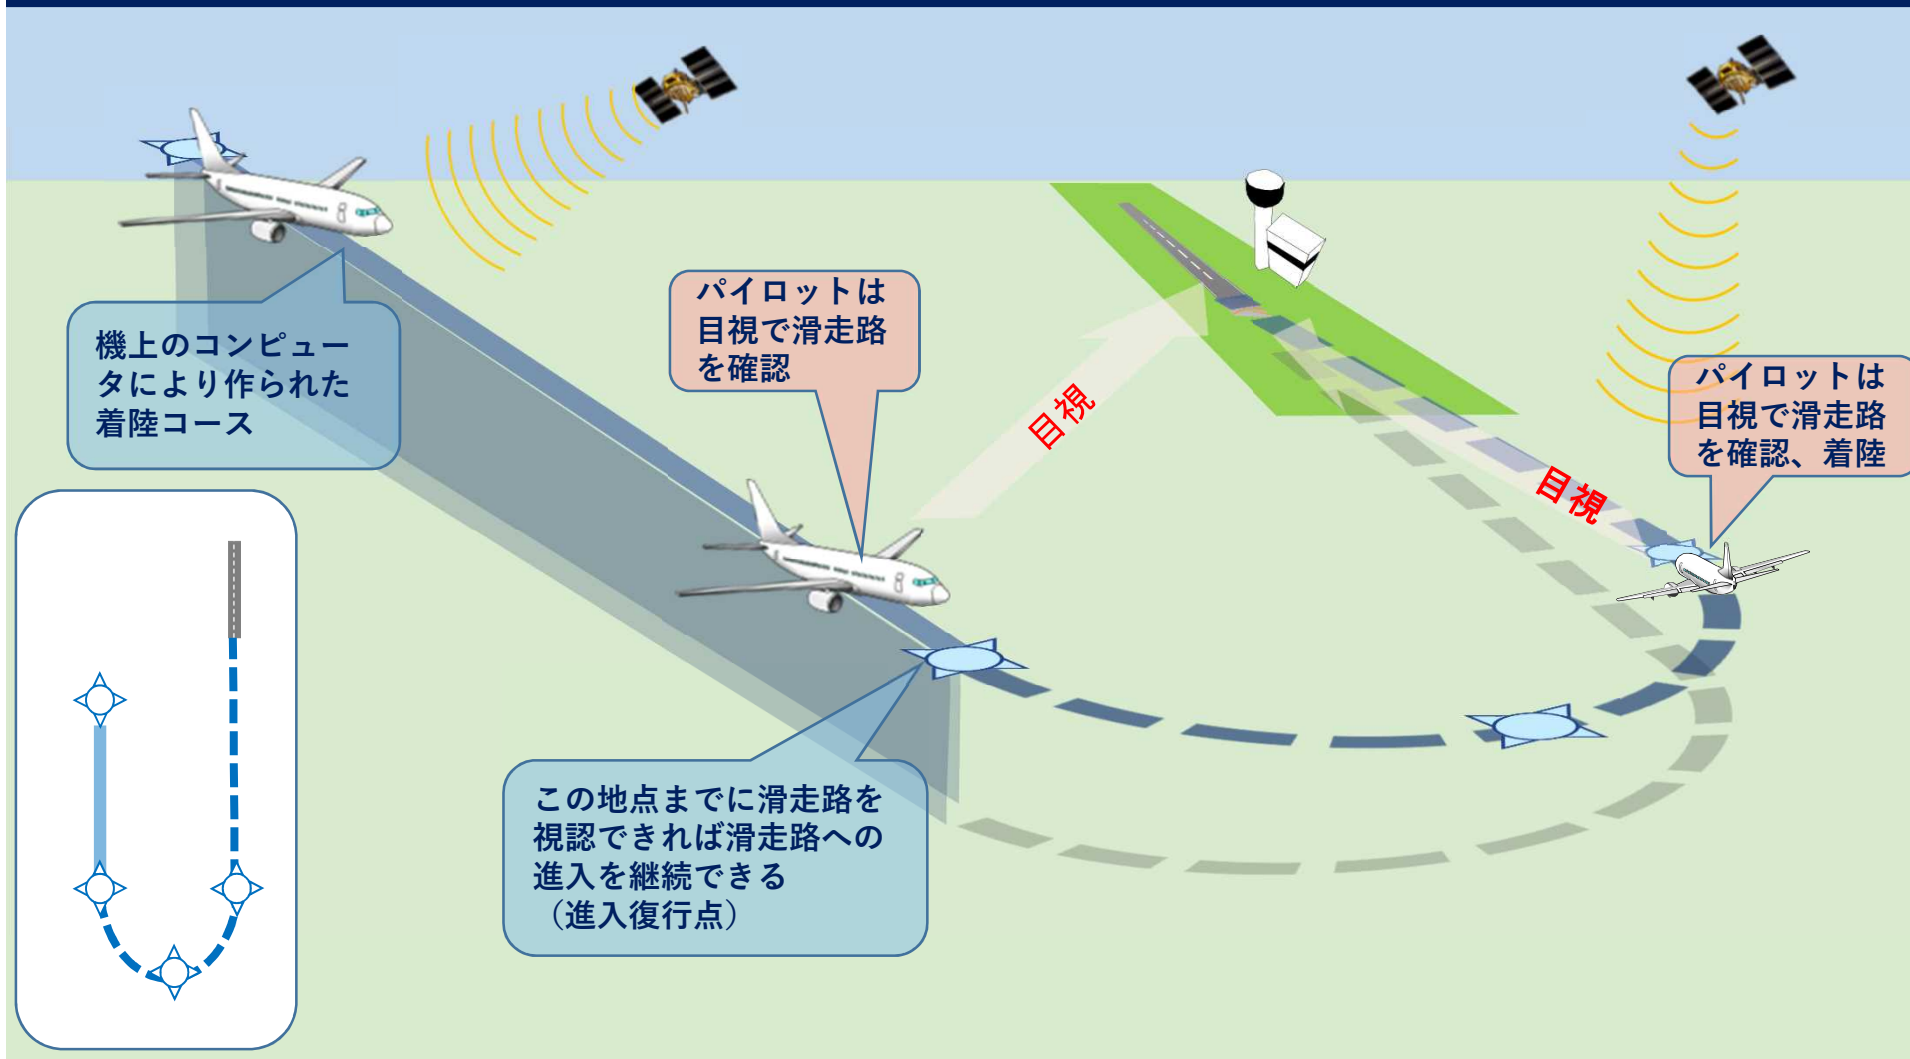 機上のコンピュー
タにより作られた
着陸コース
パイロットは
目視で滑走路
を確認
目視
パイロットは
目視で滑走路
を確認、着陸
目視
この地点までに滑走路を
視認できれば滑走路への
進入を継続できる
（進入復行点）